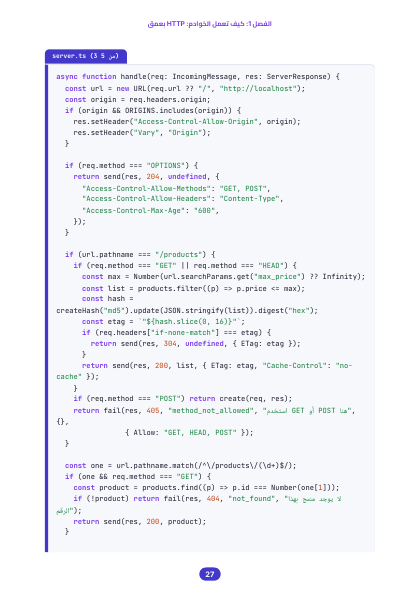 الفصل 1: كيف تعمل الخوادم: HTTP بعمق
server.ts (3 من 5)
async function handle(req: IncomingMessage, res: ServerResponse) {
const url = new URL(req.url ?? "/", "http://localhost");
const origin = req.headers.origin;
if (origin && ORIGINS.includes(origin)) {
res.setHeader("Access-Control-Allow-Origin", origin);
res.setHeader("Vary", "Origin");
}
if (req.method === "OPTIONS") {
return send(res, 204, undefined, {
"Access-Control-Allow-Methods": "GET, POST",
"Access-Control-Allow-Headers": "Content-Type",
"Access-Control-Max-Age": "600",
});
}
if (url.pathname === "/products") {
if (req.method === "GET" || req.method === "HEAD") {
const max = Number(url.searchParams.get("max_price") ?? Infinity);
const list = products.filter((p) => p.price <= max);
const hash =
createHash("md5").update(JSON.stringify(list)).digest("hex");
const etag = `"${hash.slice(0, 16)}"`;
if (req.headers["if-none-match"] === etag) {
return send(res, 304, undefined, { ETag: etag });
}
return send(res, 200, list, { ETag: etag, "Cache-Control": "no-
cache" });
}
if (req.method === "POST") return create(req, res);
return fail(res, 405, "method_not_allowed", "استخدم GET أو POST هنا",
{},
{ Allow: "GET, HEAD, POST" });
}
const one = url.pathname.match(/^\/products\/(\d+)$/);
if (one && req.method === "GET") {
const product = products.find((p) => p.id === Number(one[1]));
if (!product) return fail(res, 404, "not_found", "لا يوجد منتج بهذا
الرقم");
return send(res, 200, product);
}
27